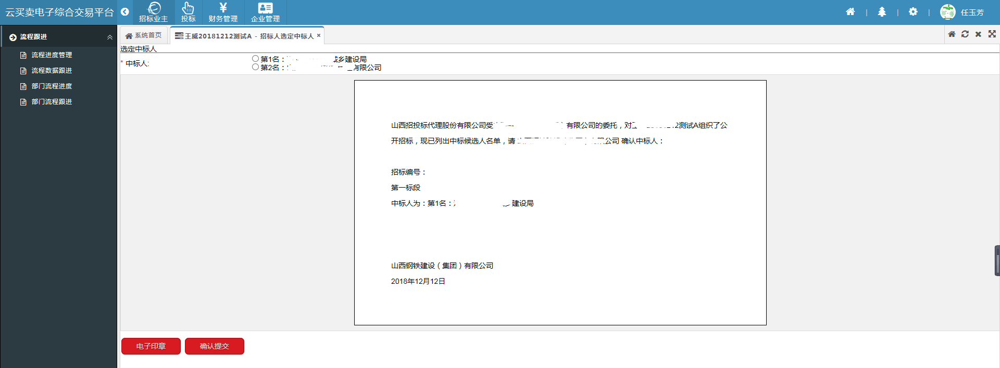 云买卖电子综合交易平台
招标业主
投标
¥
财务管理
企业管理
任玉芳
流程跟进
流程进度管理
流程数据跟进
部门流程进度
部门流程跟进
系统首页
王威20181212测试A - 招标人选定中标人
选定中标人
* 中标人:
第1名： 城乡建设局
第2名： 有限公司
山西招投标代理股份有限公司受 有限公司的委托，对 测试A组织了公
开招标，现已列出中标候选人名单，请 公司 确认中标人：
招标编号：
第一标段
中标人为：第1名： 建设局
山西钢铁建设（集团）有限公司
2018年12月12日
电子印章
确认提交